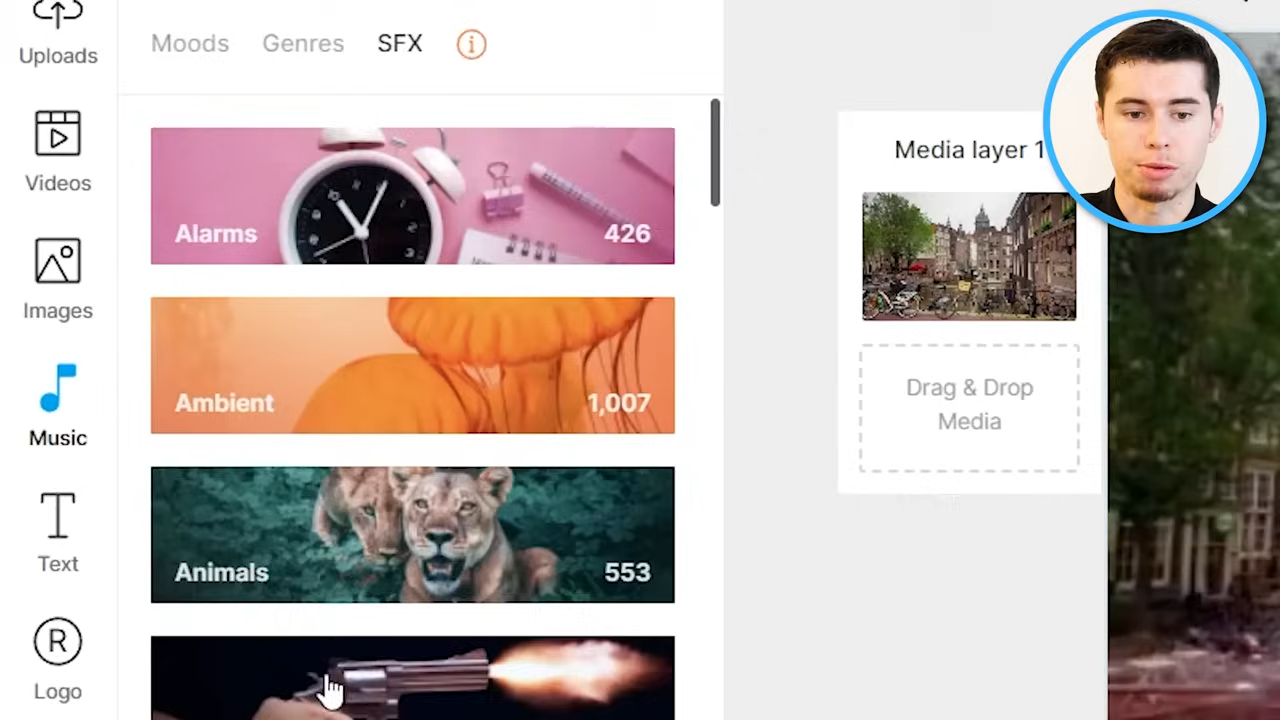 Uploads
Videos
Images
Music
Text
R
Logo
Moods Genres SFX
Alarms 426
Ambient 1,007
Animals 553
Media layer 1
Drag & Drop
Media